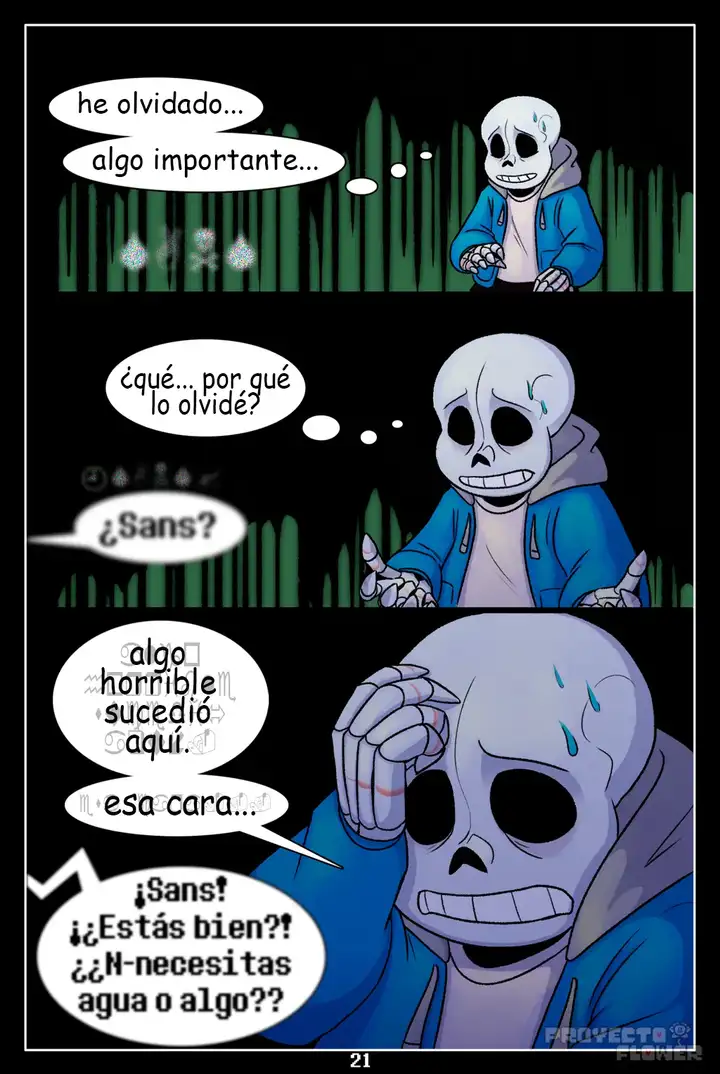 he olvidado...
algo importante...
¿qué... por qué
lo olvidé?
¿Sans?
algo
horrible
sucedió
aquí.
esa cara...
¡Sans!
¡¿Estás bien?!
¿¿N-necesitas
agua o algo??
PROYECTO
FLOWER
21